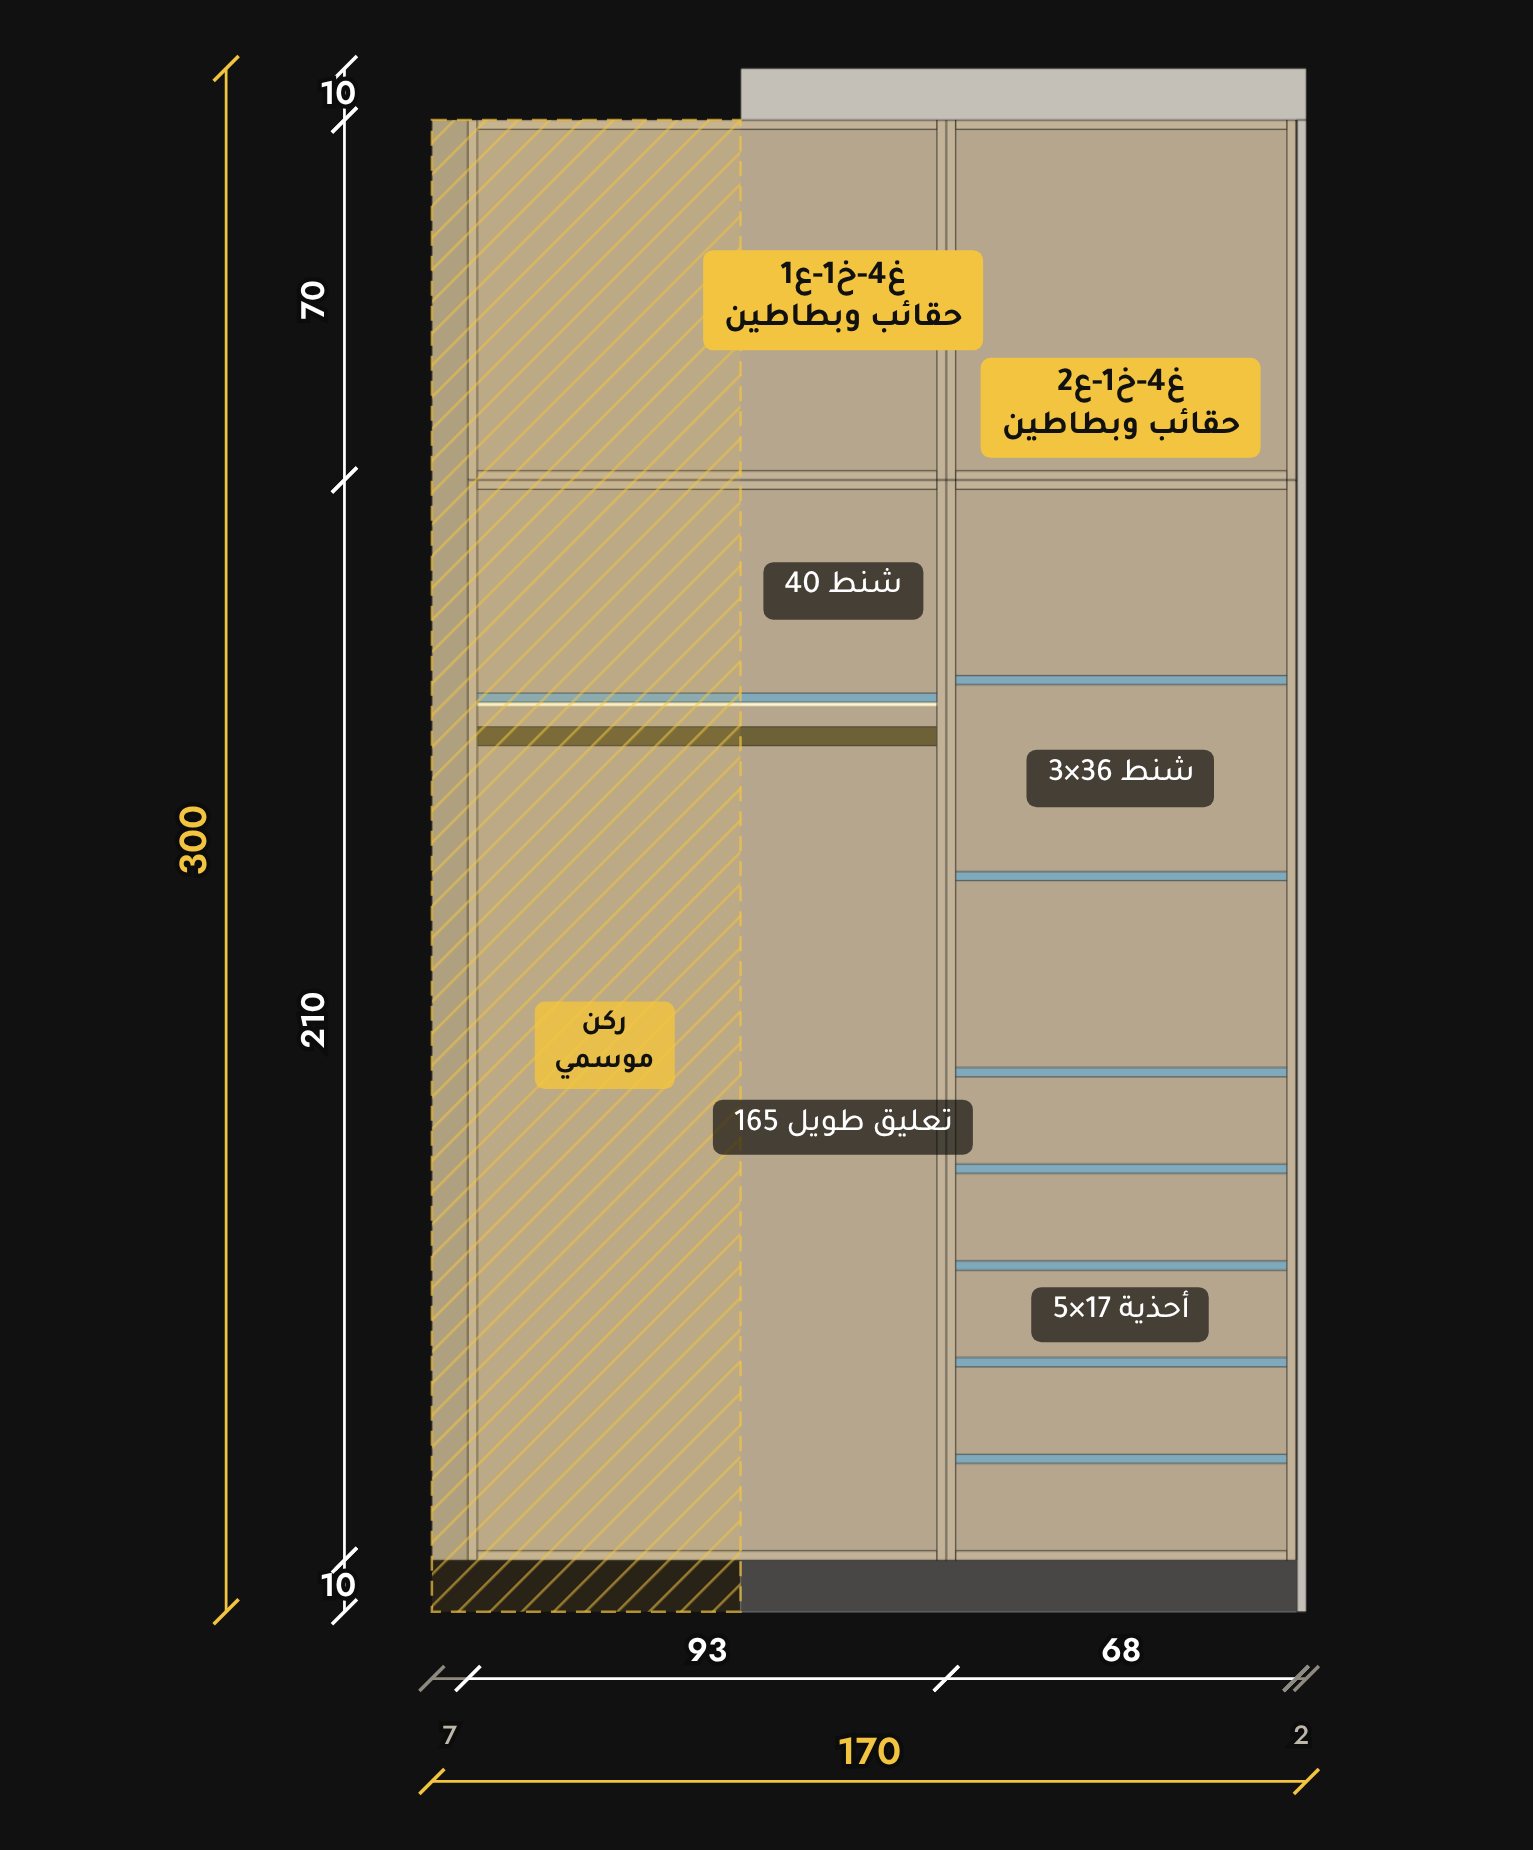 10
غ4-خ1-ع1
حقائب وبطاطين
70
غ4-خ1-ع2
حقائب وبطاطين
شنط 40
شنط 36×3
300
210
ركن
موسمي
تعليق طويل 165
أحذية 17×5
10
93
68
7
2
170